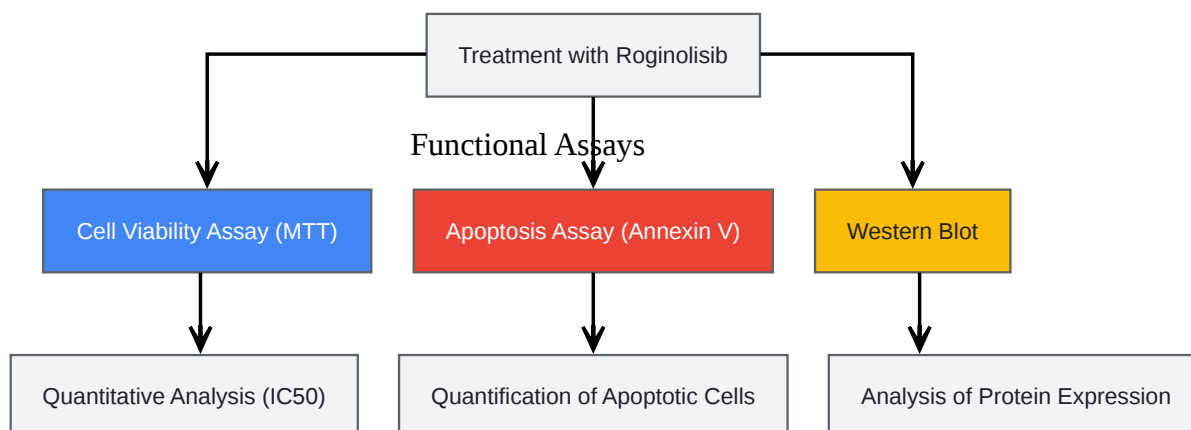 Treatment with Roginolisib
Functional Assays
Cell Viability Assay (MTT)
Apoptosis Assay (Annexin V)
Western Blot
Quantitative Analysis (IC50)
Quantification of Apoptotic Cells
Analysis of Protein Expression